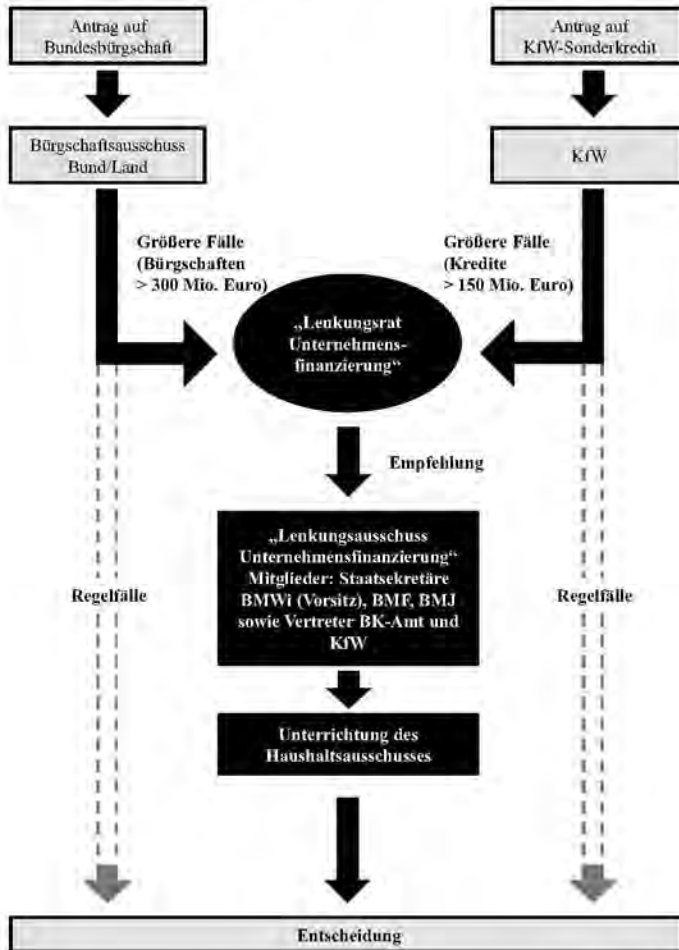 Antrag auf
Bundesbürgschaft
Antrag auf
KfW-Sonderkredit
Bürgschaftsausschuss
Bund/Land
KfW
Größere Fälle
(Bürgschaften
> 300 Mio. Euro)
Größere Fälle
(Kredite
> 150 Mio. Euro)
„Lenkungsrat
Unternehmens-
finanzierung“
Empfehlung
„Lenkungsausschuss
Unternehmensfinanzierung“
Mitglieder: Staatsekretäre
BMWi (Vorsitz), BMF, BMJ
sowie Vertreter BK-Amt und
KfW
Regelfälle
Regelfälle
Unterrichtung des
Haushaltsausschusses
Entscheidung